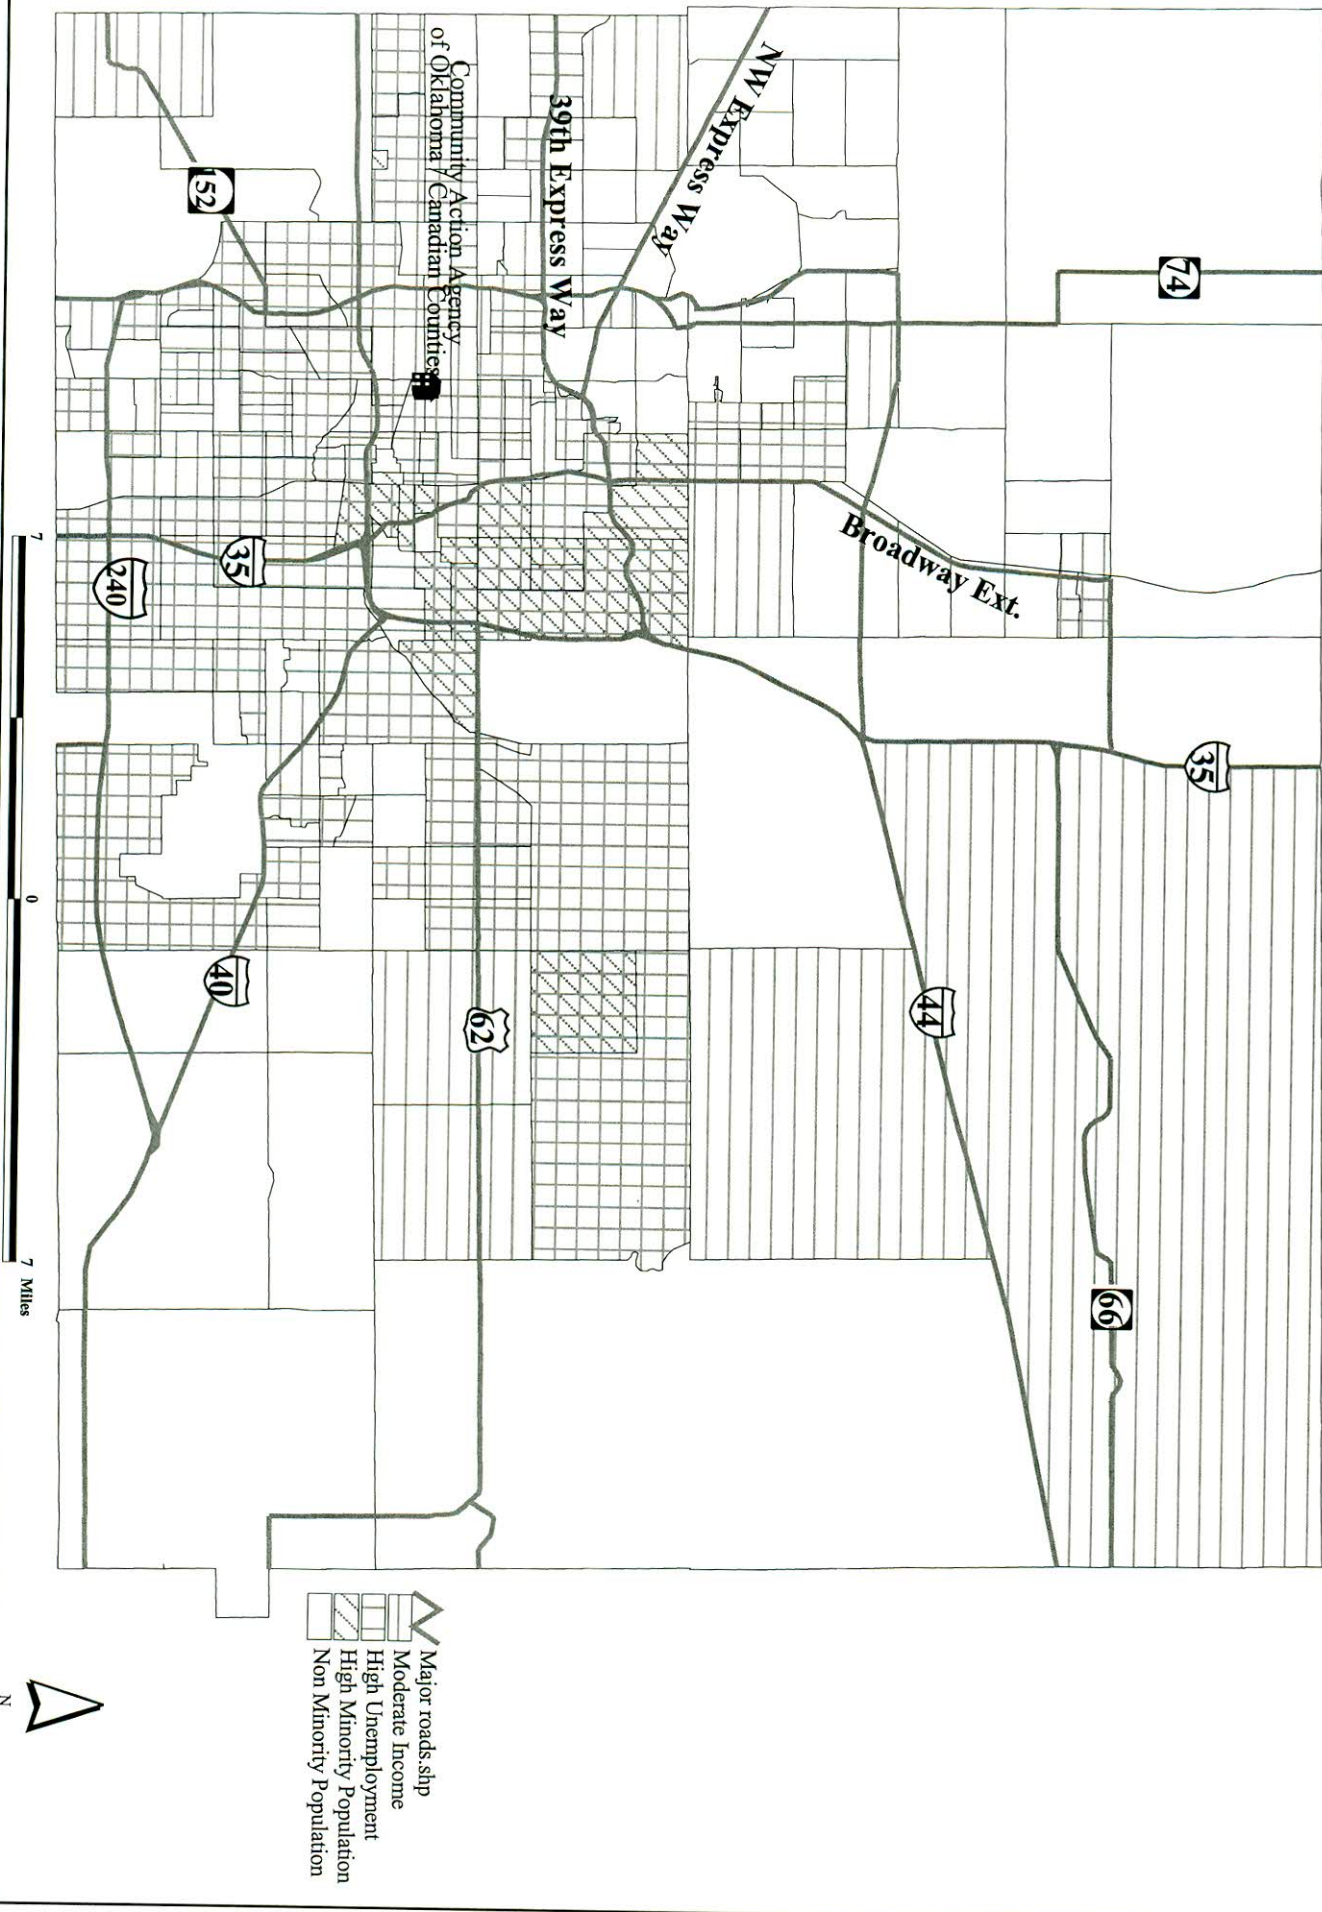 NW Express Way
39th Express Way
Community Action Agency
of Oklahoma / Canadian Counties
74
152
Broadway Ext.
35
240
35
40
44
62
66
7
0
7 Miles
Major roads.shp
Moderate Income
High Unemployment
High Minority Population
Non Minority Population
N